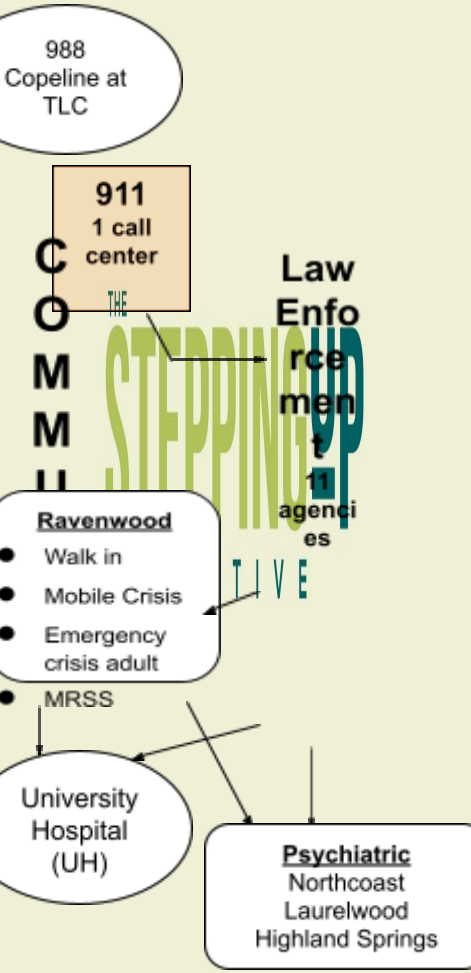 988
Copeline at
TLC
911
1 call
center
C
O
M
M
U
THE
STEPPING UP
TIVE
Law
Enfo
rce
men
t
11
agenci
es
Ravenwood
● Walk in
● Mobile Crisis
● Emergency
crisis adult
● MRSS
University
Hospital
(UH)
Psychiatric
Northcoast
Laurelwood
Highland Springs